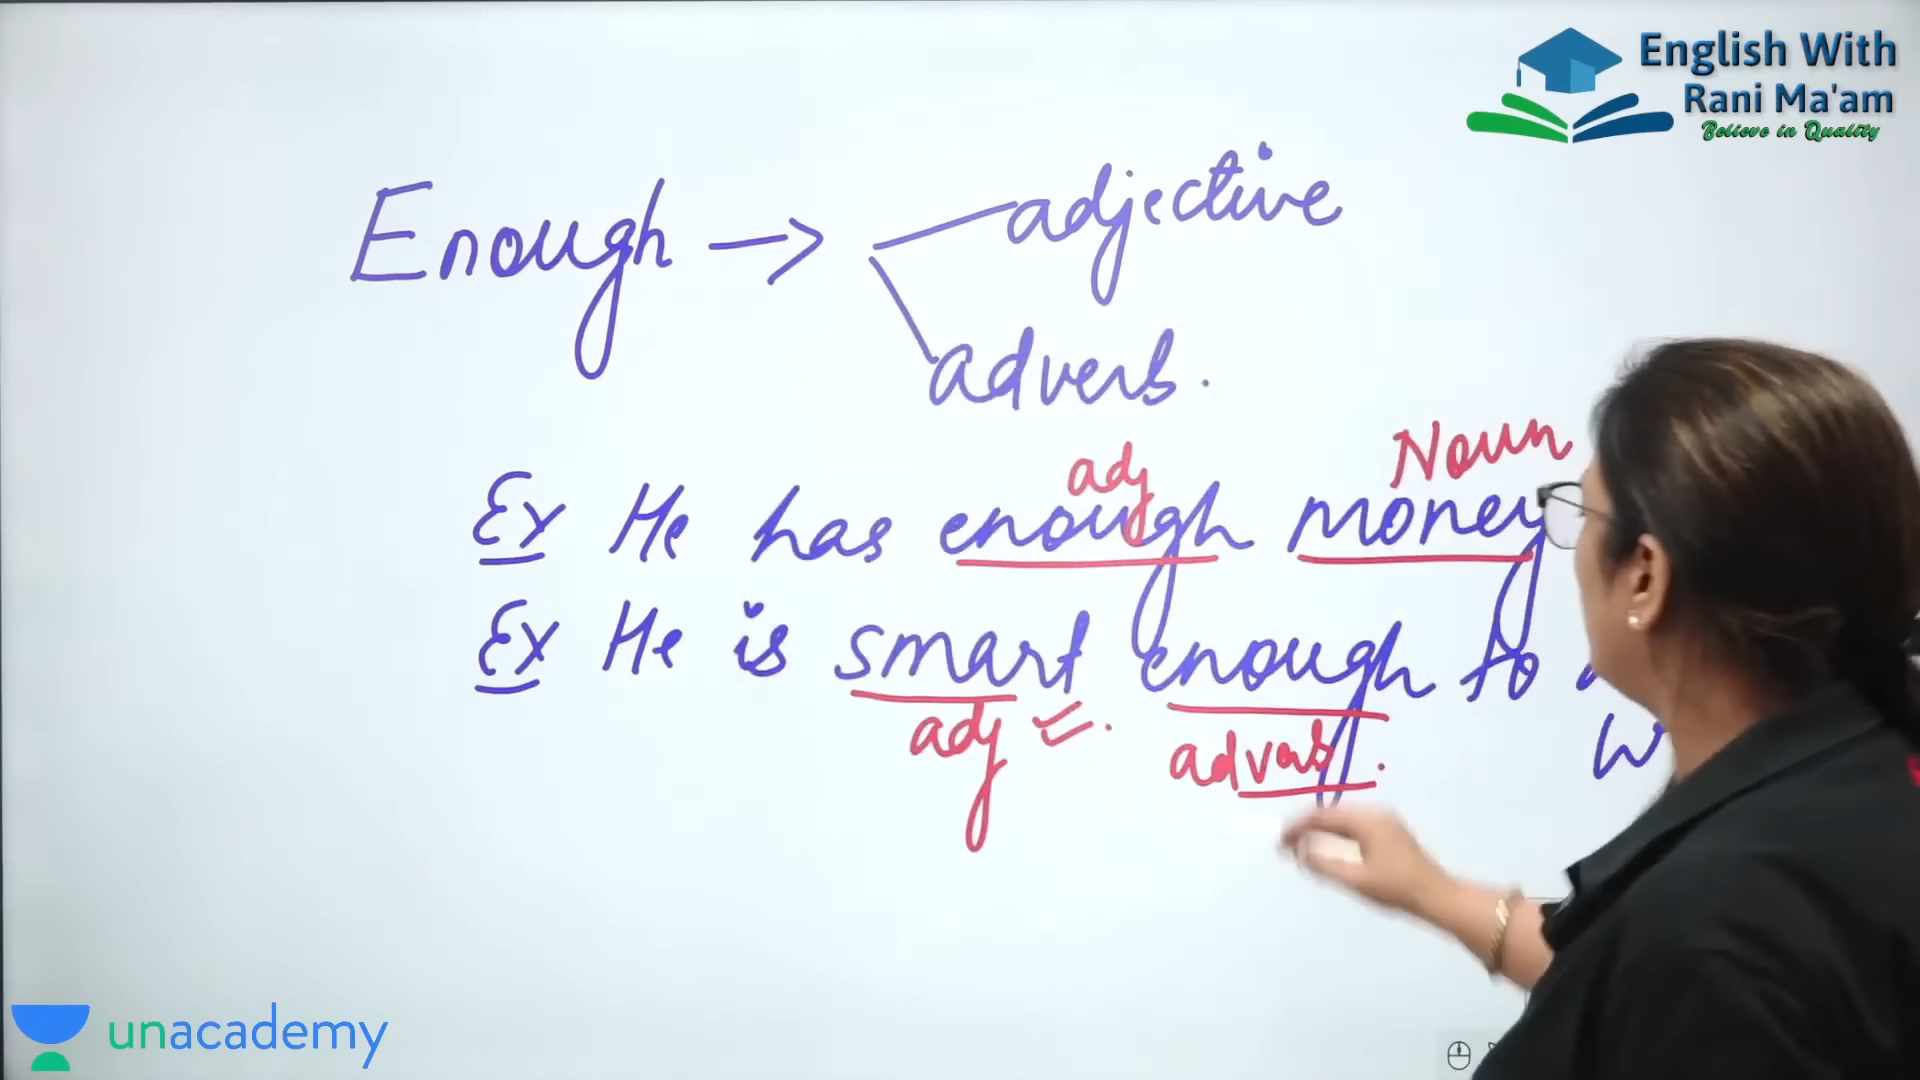 English With
Rani Ma'am
Believe in Quality
Enough → adjective
adverb.
adj Noun
Ex He has enough money
Ex He is smart enough to
adj adverb.
unacademy